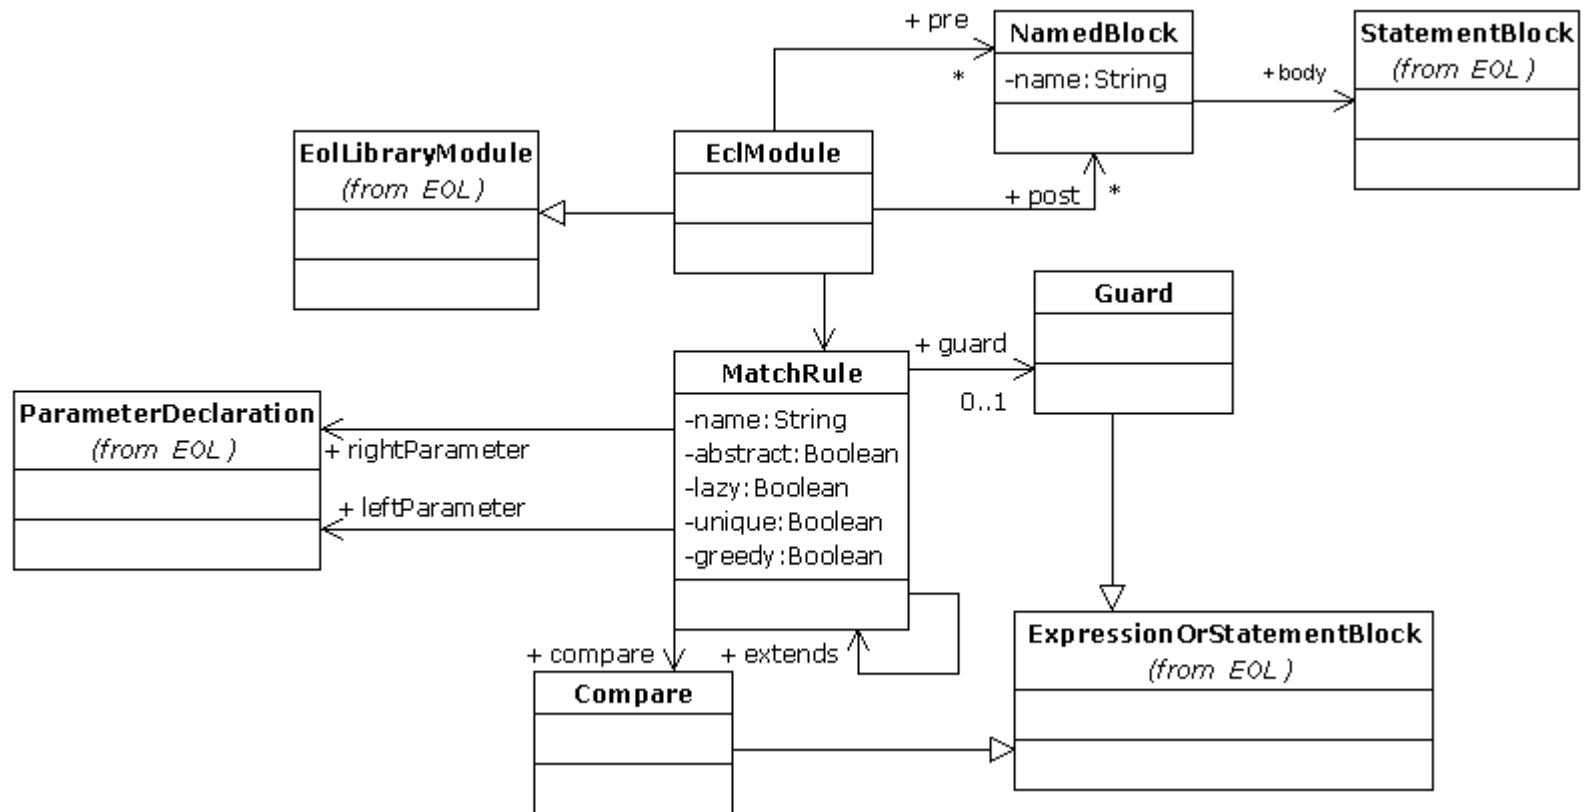 + pre
*
NamedBlock
-name:String
+body
StatementBlock
(from EOL)
EolLibraryModule
(from EOL)
EclModule
+ post
*
Guard
+ guard
0..1
MatchRule
-name:String
-abstract:Boolean
-lazy:Boolean
-unique:Boolean
-greedy:Boolean
ParameterDeclaration
(from EOL)
+ rightParameter
+ leftParameter
+ compare
+ extends
ExpressionOrStatementBlock
(from EOL)
Compare